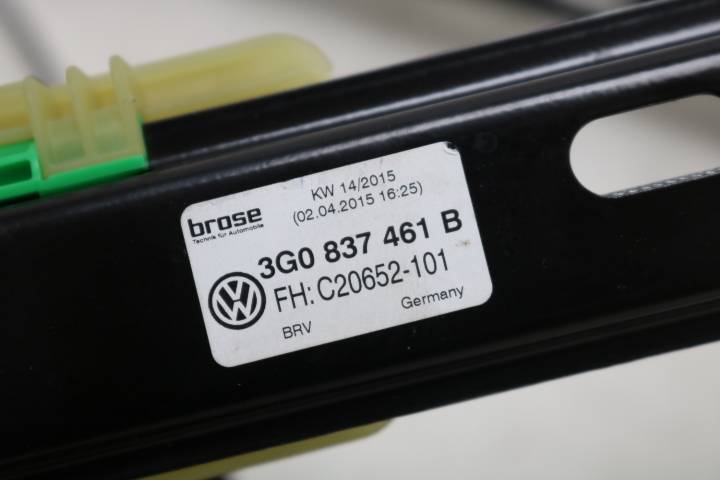 KW 14/2015
(02.04.2015 16:25)
brose
Technik für Automobile
3G0 837 461 B
FH: C20652-101
BRV
Germany